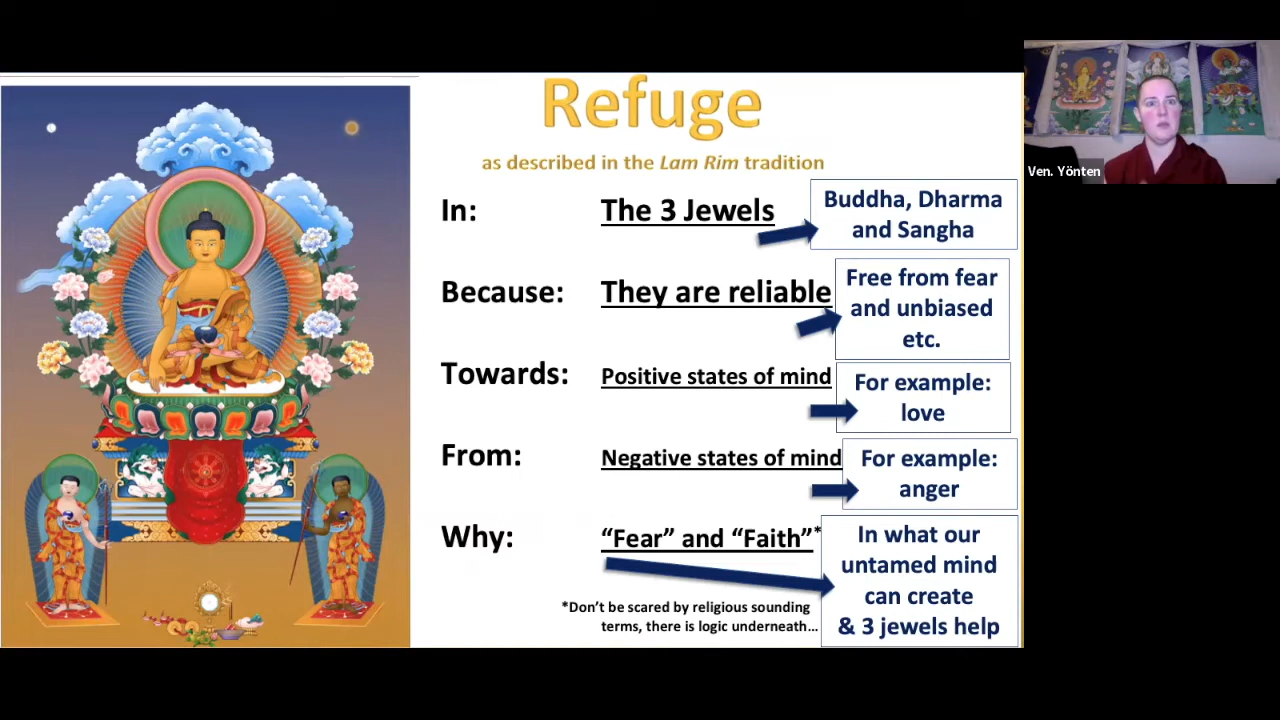 Refuge
as described in the Lam Rim tradition
In: The 3 Jewels
Buddha, Dharma
and Sangha
Because: They are reliable
Free from fear
and unbiased
etc.
Towards: Positive states of mind
For example:
love
From: Negative states of mind
For example:
anger
Why: “Fear” and “Faith”*
In what our
untamed mind
can create
& 3 jewels help
*Don’t be scared by religious sounding
terms, there is logic underneath…
Ven. Yönten